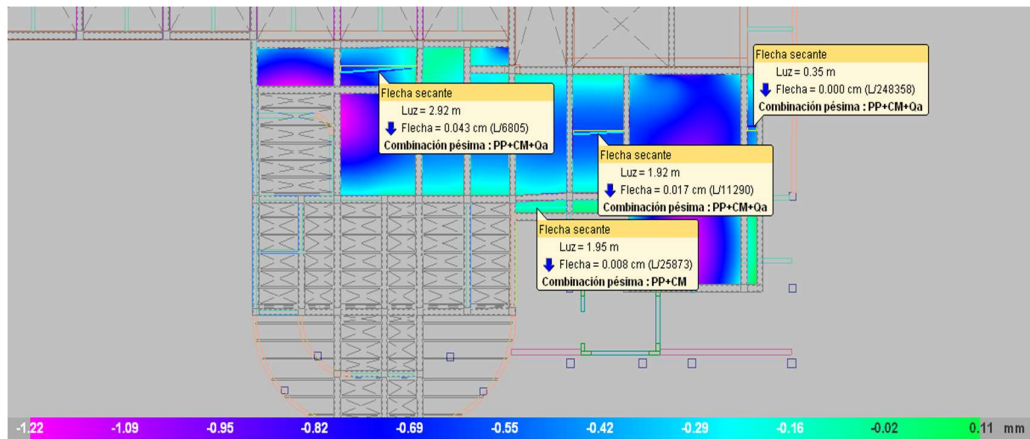 Flecha secante
Luz = 0.35 m
Flecha = 0.000 cm (L/248358)
Combinación pésima : PP+CM+Qa
Flecha secante
Luz = 2.92 m
Flecha = 0.043 cm (L/6805)
Combinación pésima : PP+CM+Qa
Flecha secante
Luz = 1.92 m
Flecha = 0.017 cm (L/11290)
Combinación pésima : PP+CM+Qa
Flecha secante
Luz = 1.95 m
Flecha = 0.008 cm (L/25873)
Combinación pésima : PP+CM
-1.22 -1.09 -0.95 -0.82 -0.69 -0.55 -0.42 -0.29 -0.16 -0.02 0.11 mm